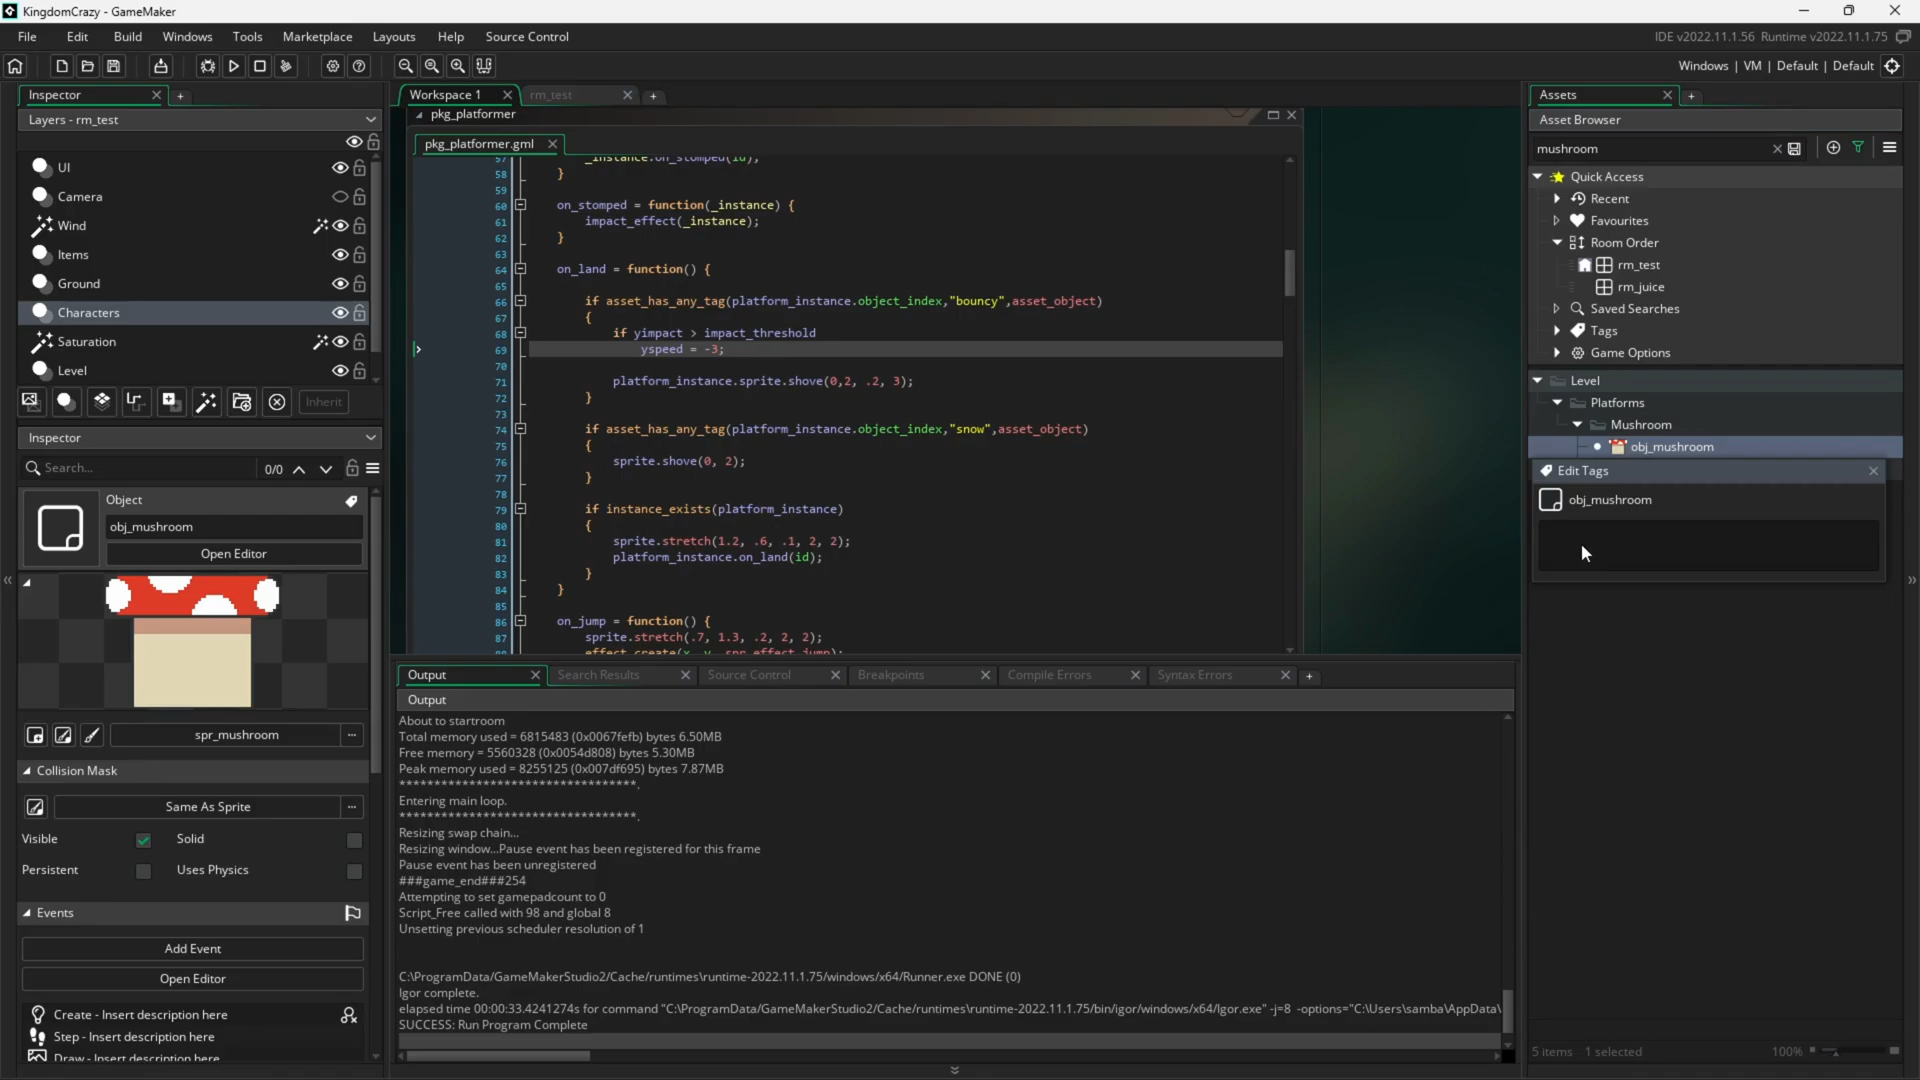 KingdomCrazy - GameMaker
File Edit Build Windows Tools Marketplace Layouts Help Source Control
IDE v2022.11.1.56 Runtime v2022.11.1.75
Windows | VM | Default | Default
Inspector
Layers - rm_test
UI
Camera
Wind
Items
Ground
Characters
Saturation
Level
Inherit
Inspector
Search... 0/0
Object
obj_mushroom
Open Editor
spr_mushroom
Collision Mask
Same As Sprite
Visible Solid
Persistent Uses Physics
Events
Add Event
Open Editor
Create - Insert description here
Step - Insert description here
Draw - Insert description here
Workspace 1 rm_test
pkg_platformer
pkg_platformer.gml
57 _instance.on_stomped(id);
58 }
59
60 on_stomped = function(_instance) {
61 impact_effect(_instance);
62 }
63
64 on_land = function() {
65
66 if asset_has_any_tag(platform_instance.object_index,"bouncy",asset_object)
67 {
68 if yimpact > impact_threshold
69 yspeed = -3;
70
71 platform_instance.sprite.shove(0,2, .2, 3);
72 }
73
74 if asset_has_any_tag(platform_instance.object_index,"snow",asset_object)
75 {
76 sprite.shove(0, 2);
77 }
78
79 if instance_exists(platform_instance)
80 {
81 sprite.stretch(1.2, .6, .1, 2, 2);
82 platform_instance.on_land(id);
83 }
84 }
85
86 on_jump = function() {
87 sprite.stretch(.7, 1.3, .2, 2, 2);
88 effect_create(x, y, spr_effect_jump);
Output Search Results Source Control Breakpoints Compile Errors Syntax Errors
Output
About to startroom
Total memory used = 6815483 (0x0067fefb) bytes 6.50MB
Free memory = 5560328 (0x0054d808) bytes 5.30MB
Peak memory used = 8255125 (0x007df695) bytes 7.87MB
**********************************.
Entering main loop.
**********************************.
Resizing swap chain...
Resizing window...Pause event has been registered for this frame
Pause event has been unregistered
###game_end###254
Attempting to set gamepadcount to 0
Script_Free called with 98 and global 8
Unsetting previous scheduler resolution of 1
C:\ProgramData/GameMakerStudio2/Cache/runtimes\runtime-2022.11.1.75/windows/x64/Runner.exe DONE (0)
Igor complete.
elapsed time 00:00:33.4241274s for command "C:\ProgramData/GameMakerStudio2/Cache/runtimes\runtime-2022.11.1.75/bin/igor/windows/x64/Igor.exe" -j=8 -options="C:\Users\samba\AppData\
SUCCESS: Run Program Complete
Assets
Asset Browser
mushroom
Quick Access
Recent
Favourites
Room Order
rm_test
rm_juice
Saved Searches
Tags
Game Options
Level
Platforms
Mushroom
obj_mushroom
Edit Tags
obj_mushroom
5 items 1 selected 100%